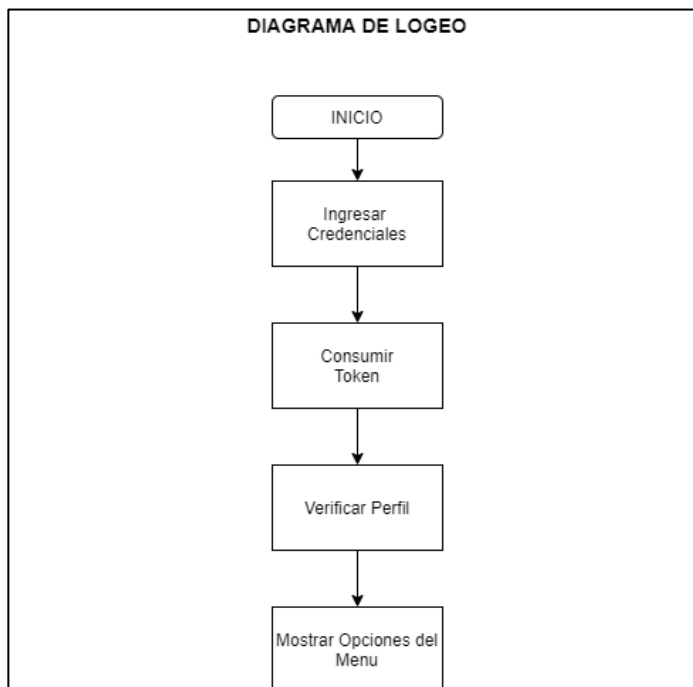 DIAGRAMA DE LOGEO
INICIO
Ingresar
Credenciales
Consumir
Token
Verificar Perfil
Mostrar Opciones del
Menu